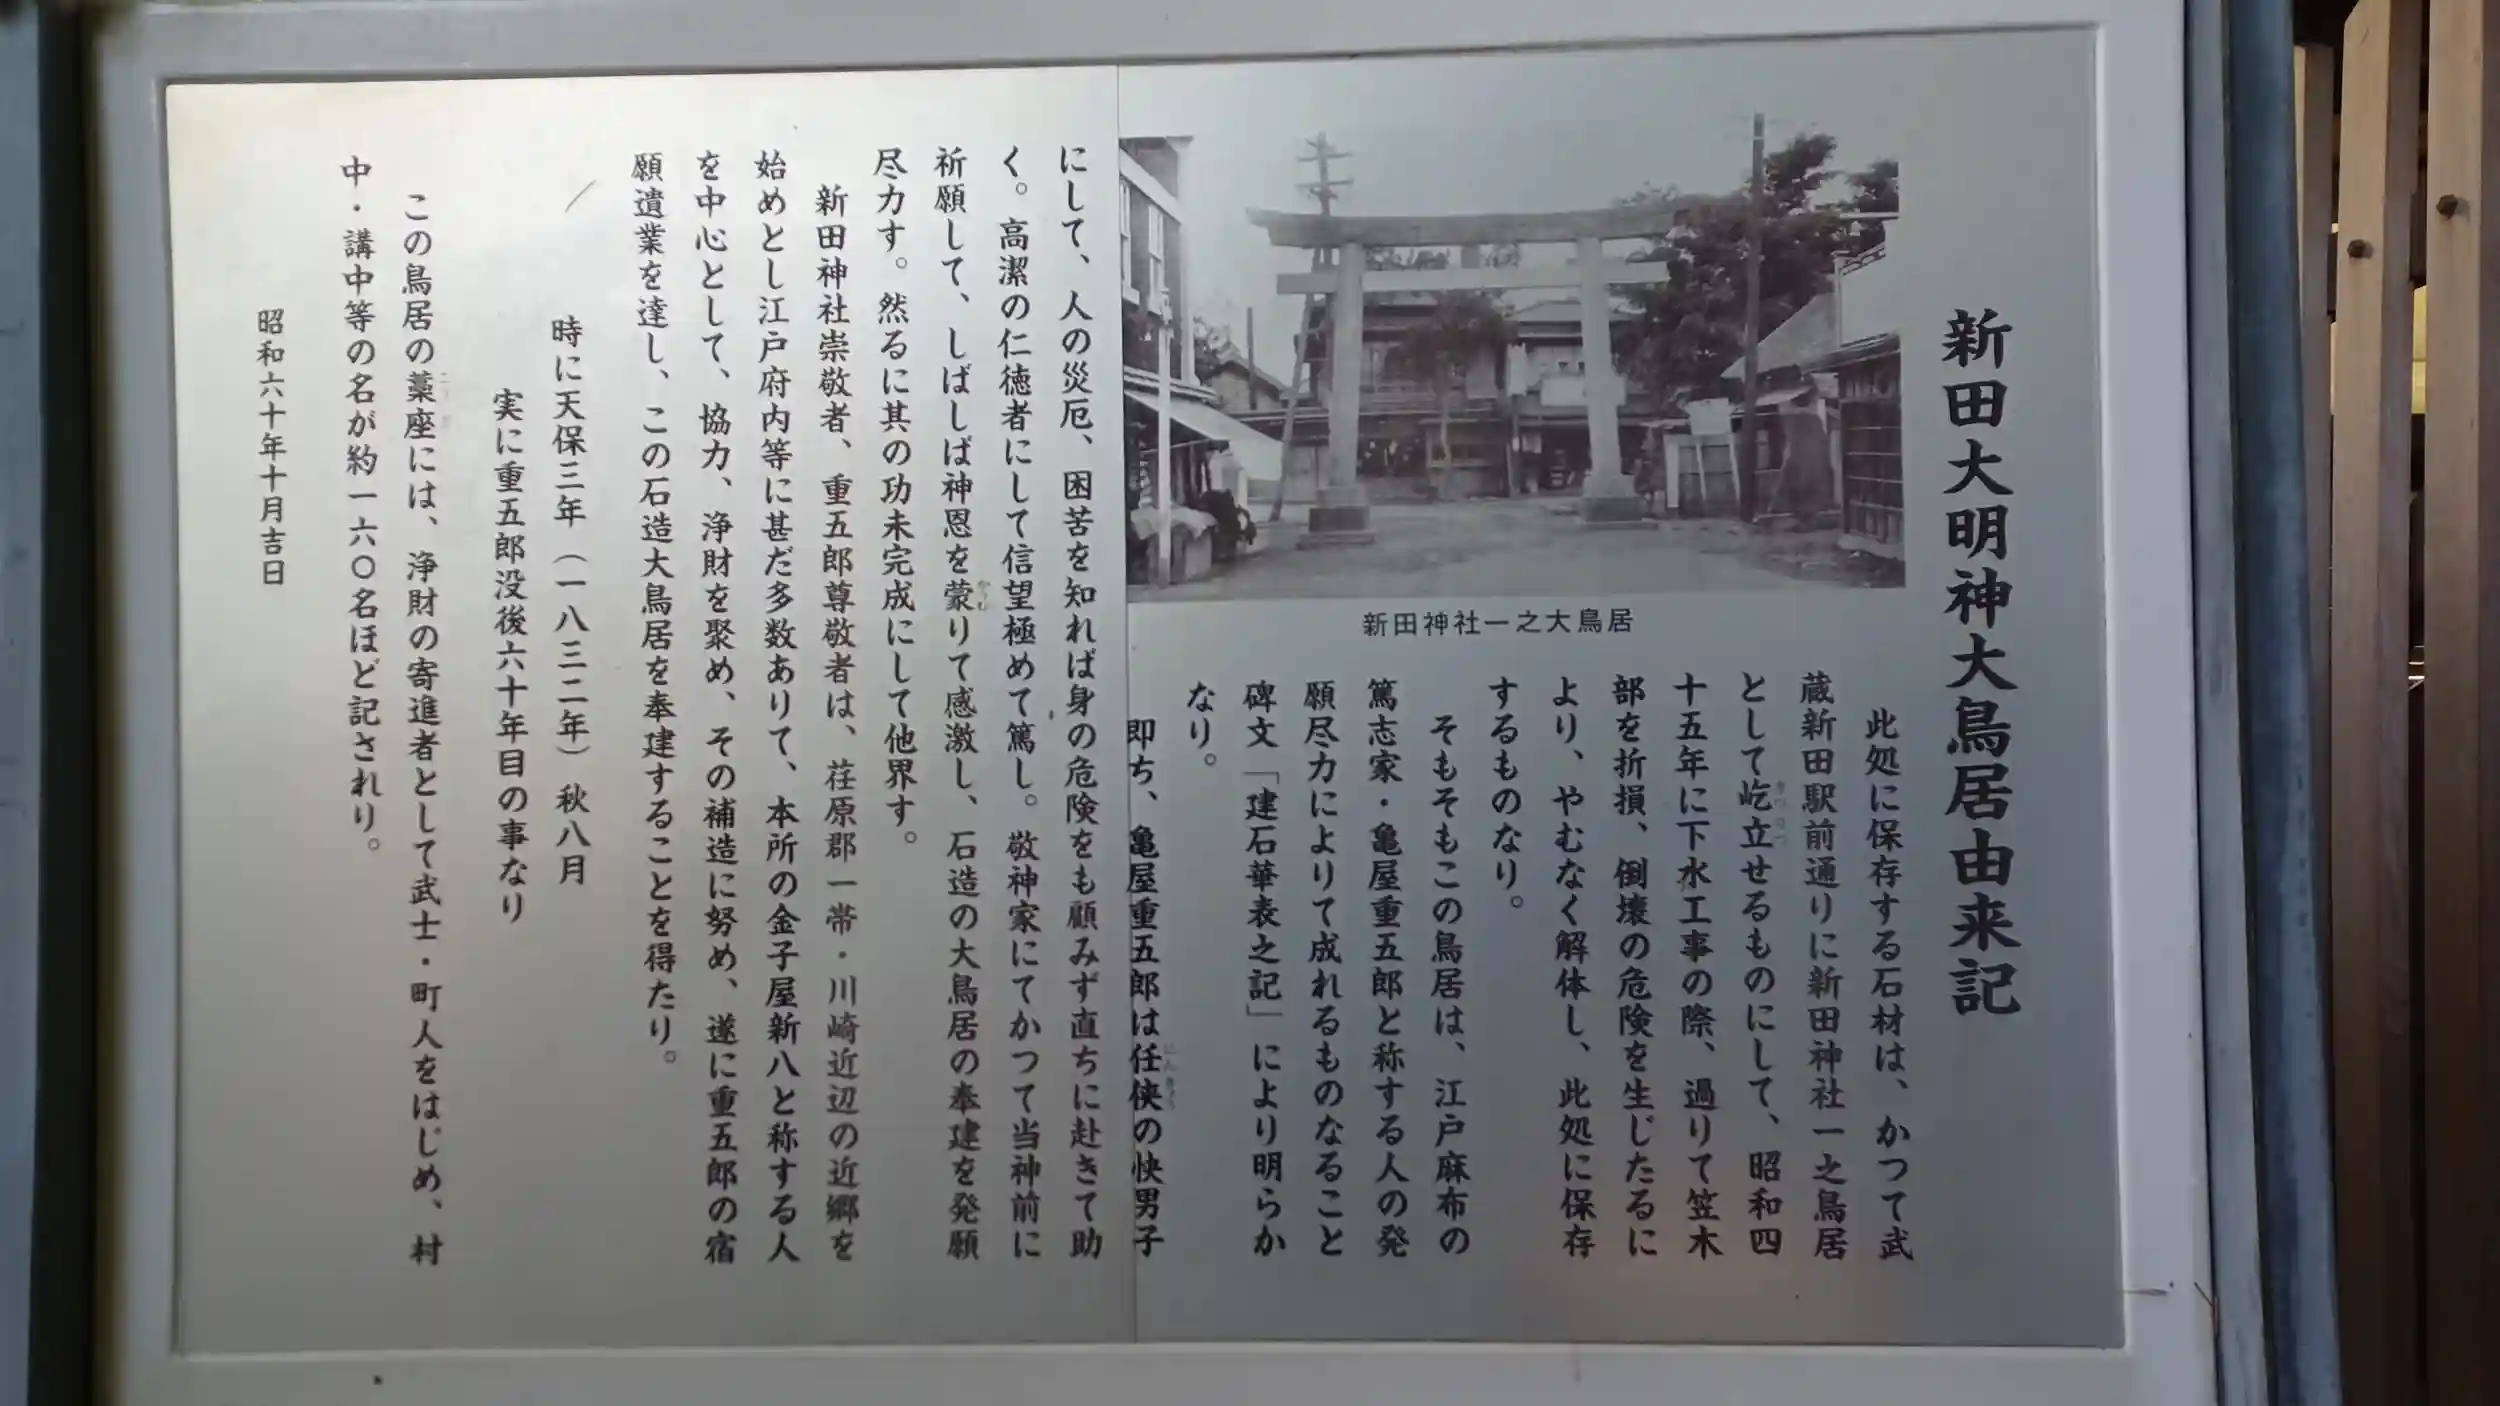 新田大明神大鳥居由来記
新田神社一之大鳥居
此処に保存する石材は、かつて武
蔵新田駅前通りに新田神社一之鳥居
として屹立せるものにして、昭和四
十五年に下水工事の際、過りて笠木
部を折損、倒壊の危険を生じたるに
より、やむなく解体し、此処に保存
するものなり。
そもそもこの鳥居は、江戸麻布の
篤志家・亀屋重五郎と称する人の発
願尽力によりて成れるものなること
碑文「建石華表之記」により明らか
なり。
即ち、亀屋重五郎は任侠の快男子
にして、人の災厄、困苦を知れば身の危険をも顧みず直ちに赴きて助
く。高潔の仁徳者にして信望極めて篤し。敬神家にてかつて当神前に
祈願して、しばしば神恩を蒙りて感激し、石造の大鳥居の奉建を発願
尽力す。然るに其の功未完成にして他界す。
新田神社崇敬者、重五郎尊敬者は、荏原郡一帯・川崎近辺の近郷を
始めとし江戸府内等に甚だ多数ありて、本所の金子屋新八と称する人
を中心として、協力、浄財を聚め、その補造に努め、遂に重五郎の宿
願遺業を達し、この石造大鳥居を奉建することを得たり。
時に天保三年（一八三二年）秋八月
実に重五郎没後六十年目の事なり
この鳥居の藁座には、浄財の寄進者として武士・町人をはじめ、村
中・講中等の名が約一六〇名ほど記されり。
昭和六十年十月吉日